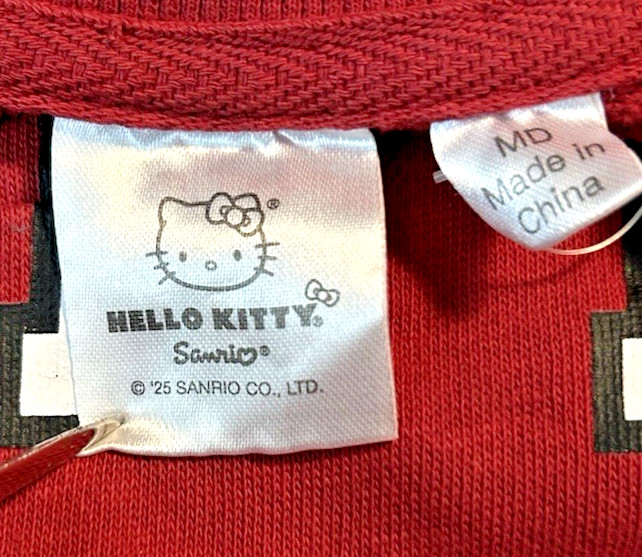 HELLO KITTY®
Sanrio®
© '25 SANRIO CO., LTD.
MD
Made in
China